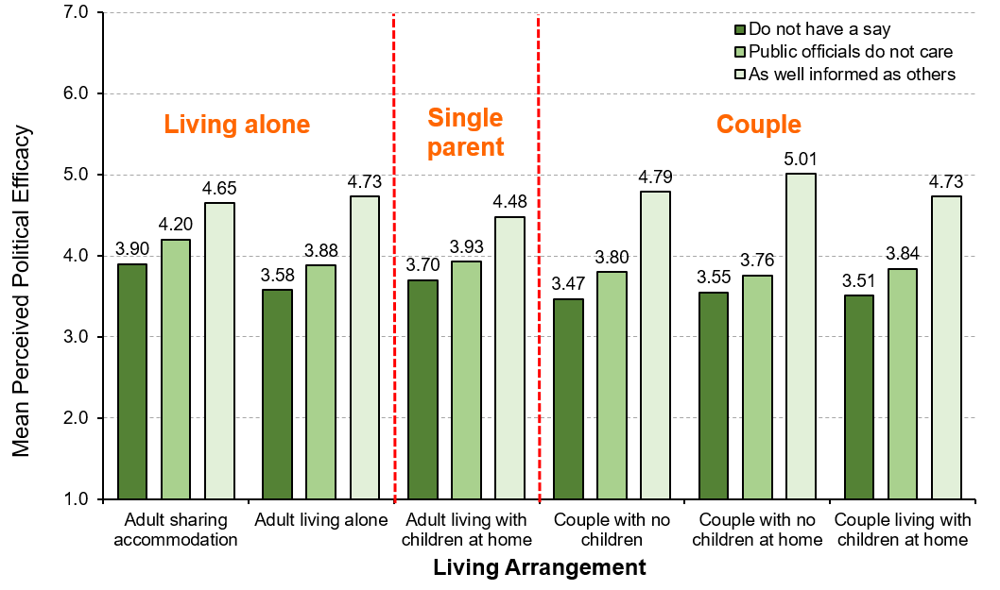 7.0
6.0
5.0
4.0
3.0
2.0
1.0
Mean Perceived Political Efficacy
Do not have a say
Public officials do not care
As well informed as others
Living alone
Single
parent
Couple
3.90
4.20
4.65
3.58
3.88
4.73
3.70
3.93
4.48
3.47
3.80
4.79
3.55
3.76
5.01
3.51
3.84
4.73
Adult sharing
accommodation
Adult living alone
Adult living with
children at home
Couple with no
children
Couple with no
children at home
Couple living with
children at home
Living Arrangement